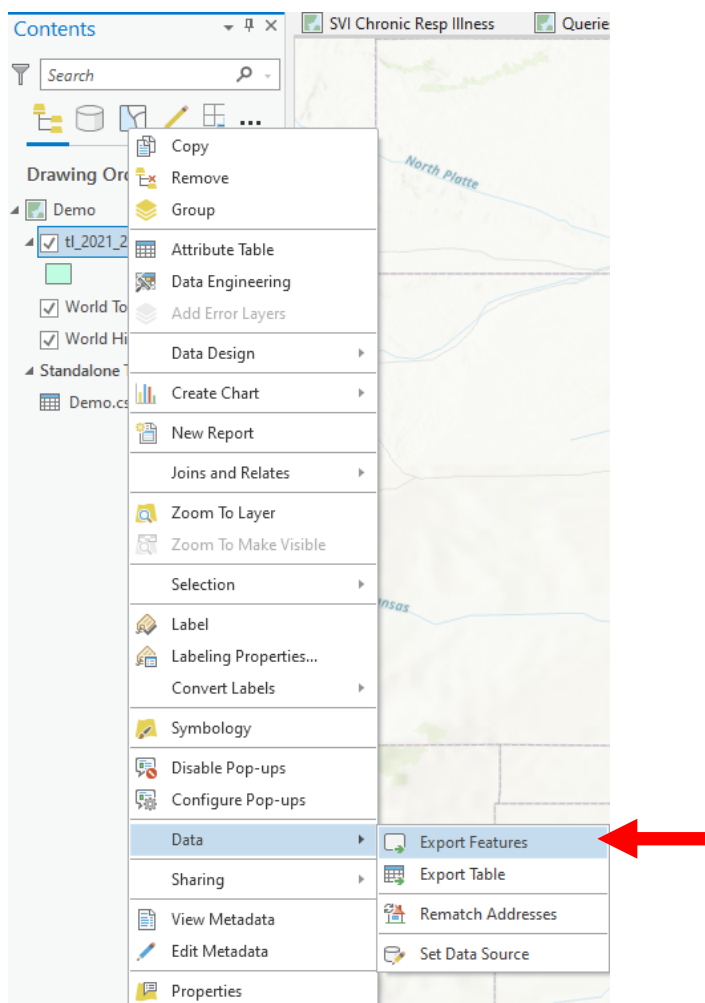 Contents
SVI Chronic Resp Illness
Queries
Search
Drawing Ord
Demo
tl_2021_2
World To
World Hi
Standalone T
Demo.cs
Copy
Remove
Group
Attribute Table
Data Engineering
Add Error Layers
Data Design
Create Chart
New Report
Joins and Relates
Zoom To Layer
Zoom To Make Visible
Selection
Label
Labeling Properties...
Convert Labels
Symbology
Disable Pop-ups
Configure Pop-ups
Data
Sharing
View Metadata
Edit Metadata
Properties
Export Features
Export Table
Rematch Addresses
Set Data Source
North Platte
nsas